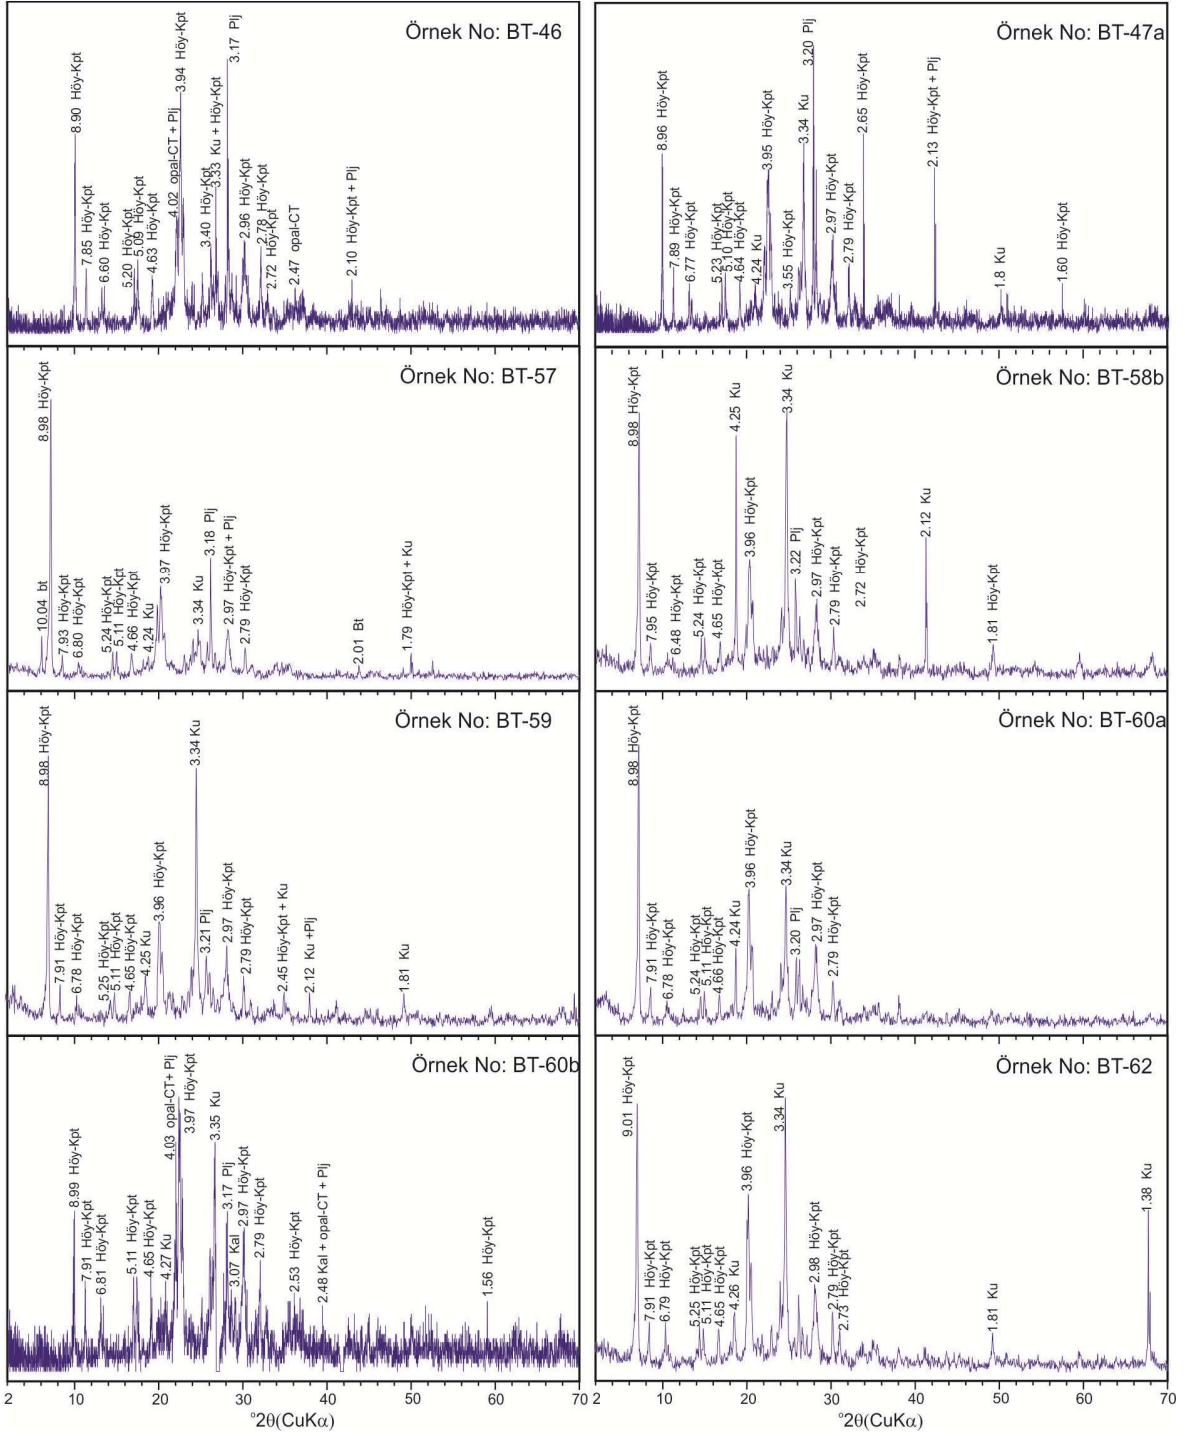 Örnek No: BT-46
8.90 Höy-Kpt
7.85 Höy-Kpt
6.60 Höy-Kpt
5.20 Höy-Kpt
5.09 Höy-Kpt
4.63 Höy-Kpt
4.02 opal-CT + Plj
3.94 Höy-Kpt
3.40 Höy-Kpt
3.33 Ku + Höy-Kpt
3.17 Plj
2.96 Höy-Kpt
2.78 Höy-Kpt
2.72 Höy-Kpt
2.47 opal-CT
2.10 Höy-Kpt + Plj
Örnek No: BT-47a
8.96 Höy-Kpt
7.89 Höy-Kpt
6.77 Höy-Kpt
5.23 Höy-Kpt
5.10 Höy-Kpt
4.64 Höy-Kpt
4.24 Ku
3.95 Höy-Kpt
3.55 Höy-Kpt
3.34 Ku
3.20 Plj
2.97 Höy-Kpt
2.79 Höy-Kpt
2.65 Höy-Kpt
2.13 Höy-Kpt + Plj
1.8 Ku
1.60 Höy-Kpt
Örnek No: BT-57
10.04 bt
8.98 Höy-Kpt
7.93 Höy-Kpt
6.80 Höy-Kpt
5.24 Höy-Kpt
5.11 Höy-Kpt
4.66 Höy-Kpt
4.24 Ku
3.97 Höy-Kpt
3.34 Ku
3.18 Plj
2.97 Höy-Kpt + Plj
2.79 Höy-Kpt
2.01 Bt
1.79 Höy-Kpt + Ku
Örnek No: BT-58b
8.98 Höy-Kpt
7.95 Höy-Kpt
6.48 Höy-Kpt
5.24 Höy-Kpt
4.65 Höy-Kpt
4.25 Ku
3.96 Höy-Kpt
3.34 Ku
3.22 Plj
2.97 Höy-Kpt
2.79 Höy-Kpt
2.72 Höy-Kpt
2.12 Ku
1.81 Höy-Kpt
Örnek No: BT-59
8.98 Höy-Kpt
7.91 Höy-Kpt
6.78 Höy-Kpt
5.25 Höy-Kpt
5.11 Höy-Kpt
4.65 Höy-Kpt
4.25 Ku
3.96 Höy-Kpt
3.34 Ku
3.21 Plj
2.97 Höy-Kpt
2.79 Höy-Kpt
2.45 Höy-Kpt + Ku
2.12 Ku +Plj
1.81 Ku
Örnek No: BT-60a
8.98 Höy-Kpt
7.91 Höy-Kpt
6.78 Höy-Kpt
5.24 Höy-Kpt
5.11 Höy-Kpt
4.66 Höy-Kpt
4.24 Ku
3.96 Höy-Kpt
3.34 Ku
3.20 Plj
2.97 Höy-Kpt
2.79 Höy-Kpt
Örnek No: BT-60b
8.99 Höy-Kpt
7.91 Höy-Kpt
6.81 Höy-Kpt
5.11 Höy-Kpt
4.65 Höy-Kpt
4.27 Ku
4.03 opal-CT+ Plj
3.97 Höy-Kpt
3.35 Ku
3.17 Plj
3.07 Kal
2.97 Höy-Kpt
2.79 Höy-Kpt
2.53 Höy-Kpt
2.48 Kal + opal-CT + Plj
1.56 Höy-Kpt
2 10 20 30 40 50 60 70
°2θ(CuKα)
Örnek No: BT-62
9.01 Höy-Kpt
7.91 Höy-Kpt
6.79 Höy-Kpt
5.25 Höy-Kpt
5.11 Höy-Kpt
4.65 Höy-Kpt
4.26 Ku
3.96 Höy-Kpt
3.34 Ku
2.98 Höy-Kpt
2.79 Höy-Kpt
2.73 Höy-Kpt
1.81 Ku
1.38 Ku
2 10 20 30 40 50 60 70
°2θ(CuKα)